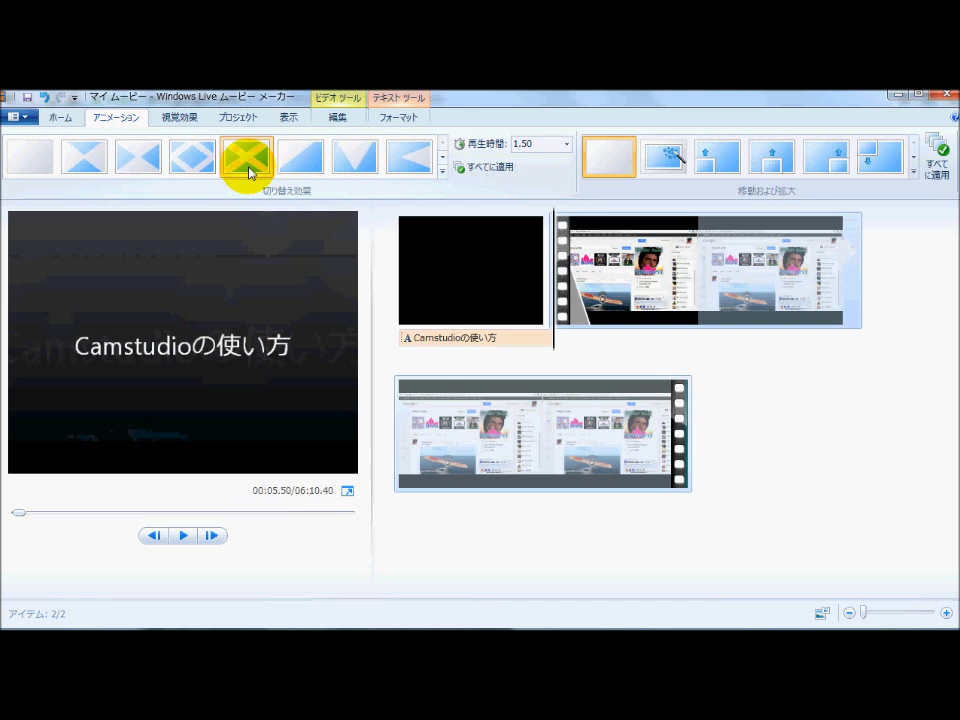 マイ ムービー - Windows Live ムービー メーカー
ビデオ ツール
テキスト ツール
ホーム
アニメーション
視覚効果
プロジェクト
表示
編集
フォーマット
再生時間: 1.50
すべてに適用
切り替え効果
移動および拡大
すべて
に適用
Camstudioの使い方
A Camstudioの使い方
00:05.50/06:10.40
アイテム: 2/2